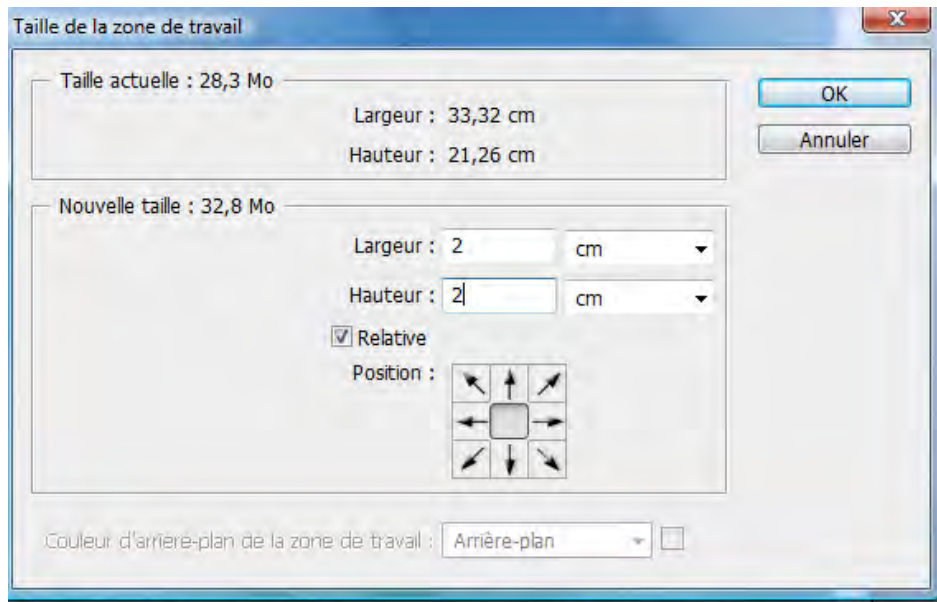 Taille de la zone de travail
Taille actuelle : 28,3 Mo
Largeur : 33,32 cm
Hauteur : 21,26 cm
OK
Annuler
Nouvelle taille : 32,8 Mo
Largeur : 2 cm
Hauteur : 2 cm
Relative
Position :
Couleur d'arrière-plan de la zone de travail : Arrière-plan